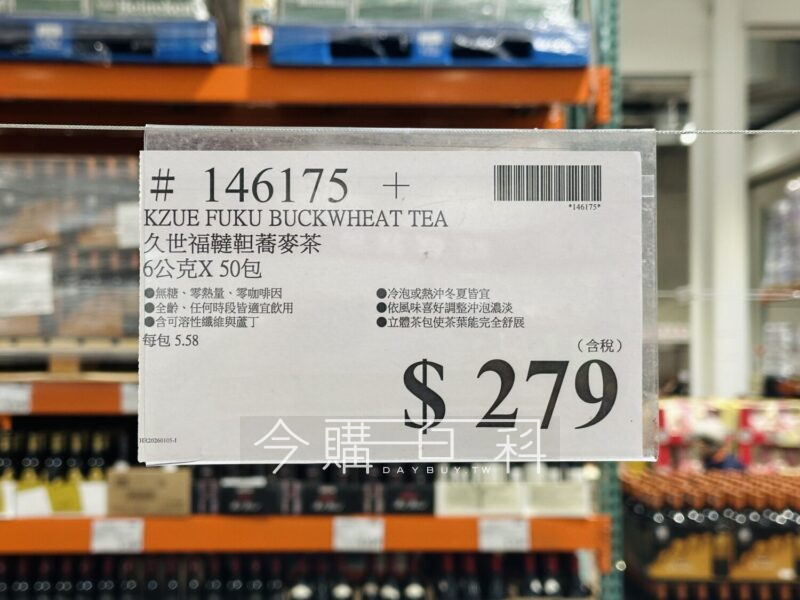 Heineken
# 146175 +
*146175*
KZUE FUKU BUCKWHEAT TEA
久世福韃靼蕎麥茶
6公克X 50包
●無糖、零熱量、零咖啡因
●全齡、任何時段皆適宜飲用
●含可溶性纖維與蘆丁
●冷泡或熱沖冬夏皆宜
●依風味喜好調整沖泡濃淡
●立體茶包使茶葉能完全舒展
每包 5.58
(含稅)
$ 279
HR20260105-1
今購百科
DAYBUY.TW